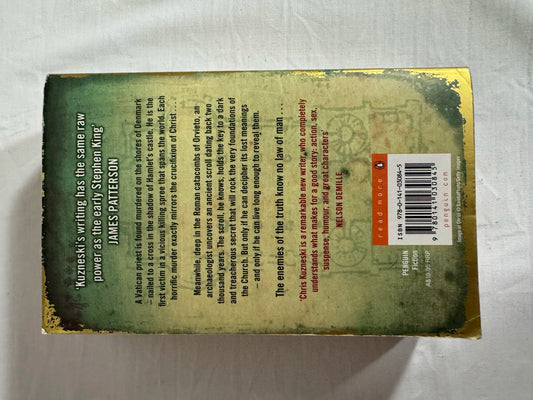 'Kuzneski's writing has the same raw
power as the early Stephen King'
JAMES PATTERSON
A Vatican priest is found murdered on the shores of Denmark
– nailed to a cross in the shadow of Hamlet's castle. He is the
first victim in a vicious killing spree that spans the world. Each
horrific murder exactly mirrors the crucifixion of Christ . . .
Meanwhile, deep in the Roman catacombs of Orvieto, an
archaeologist uncovers an ancient scroll dating back two
thousand years. The scroll, he knows, holds the key to a dark
and treacherous secret that will rock the very foundations of
the Church. But only if he can decipher its lost meanings
– and only if he can live long enough to reveal them.
The enemies of the truth know no law of man . . .
'Chris Kuzneski is a remarkable new writer, who completely
understands what makes for a good story: action, sex,
suspense, humour, and great characters'
NELSON DEMILLE
read more
ISBN 978-0-141-03084-5
9 780141 030845
penguin.com
PENGUIN
Fiction